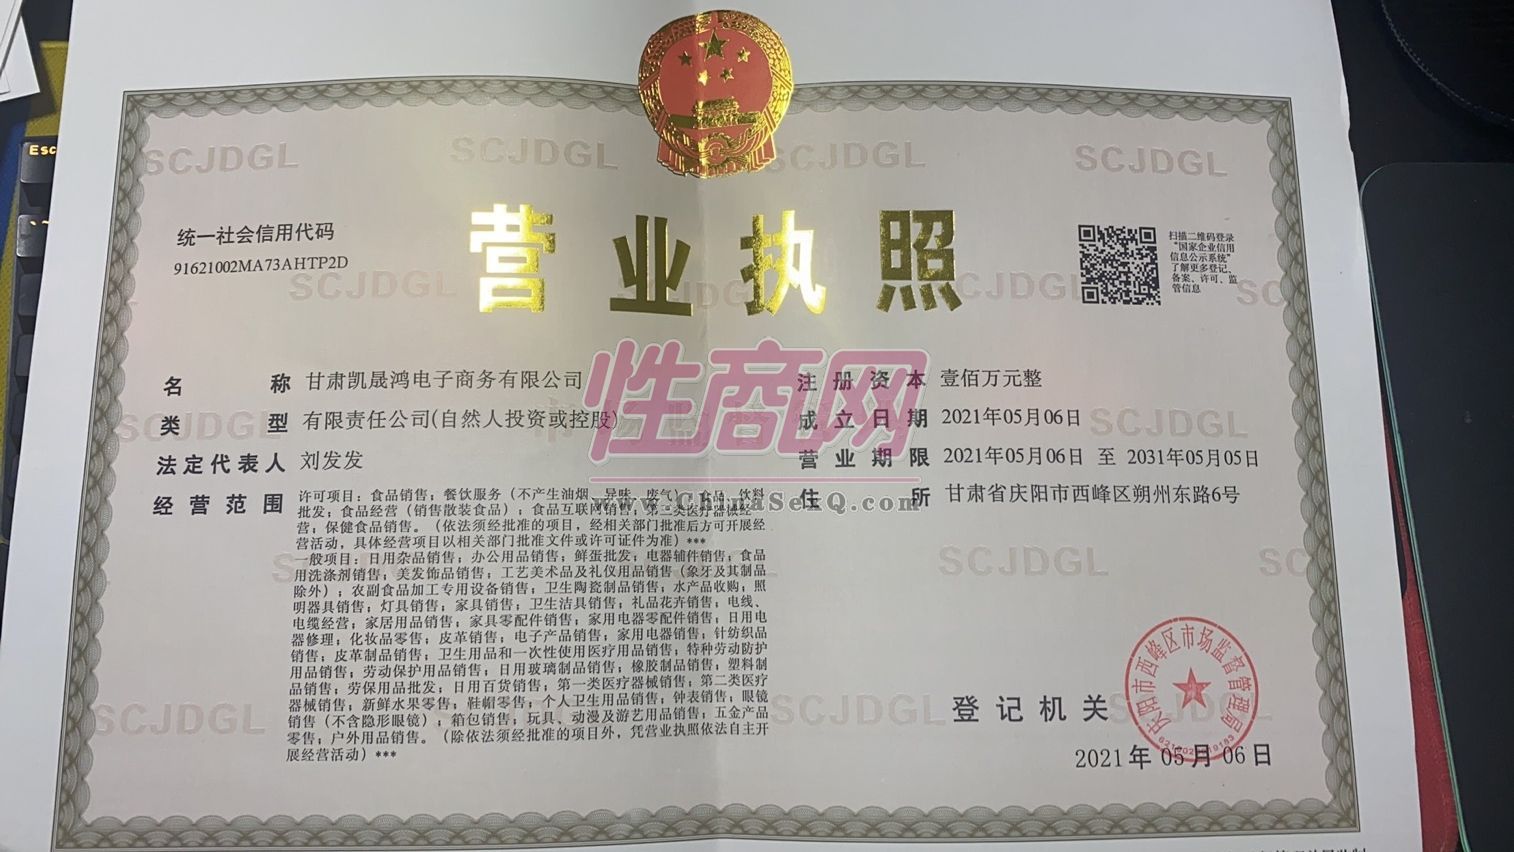 Esc
SCJDGL SCJDGL SCJDGL SCJDGL
统一社会信用代码
91621002MA73AHTP2D
营业执照
扫描二维码登录
“国家企业信用
信息公示系统”
了解更多登记、
备案、许可、监
管信息
SCJDGL
名称 甘肃凯晟鸿电子商务有限公司
类型 有限责任公司(自然人投资或控股)
法定代表人 刘发发
经营范围 许可项目：食品销售；餐饮服务（不产生油烟、异味、废气）；食品、饮料
批发；食品经营（销售散装食品）；食品互联网销售；第三类医疗器械经
营；保健食品销售。（依法须经批准的项目，经相关部门批准后方可开展经
营活动，具体经营项目以相关部门批准文件或许可证件为准）***
一般项目：日用杂品销售；办公用品销售；鲜蛋批发；电器辅件销售；食品
用洗涤剂销售；美发饰品销售；工艺美术品及礼仪用品销售（象牙及其制品
除外）；农副食品加工专用设备销售；卫生陶瓷制品销售；水产品收购；照
明器具销售；灯具销售；家具销售；卫生洁具销售；礼品花卉销售；电线、
电缆经营；家居用品销售；家具零配件销售；家用电器零配件销售；日用电
器修理；化妆品零售；皮革销售；电子产品销售；家用电器销售；针纺织品
销售；皮革制品销售；卫生用品和一次性使用医疗用品销售；特种劳动防护
用品销售；劳动保护用品销售；日用玻璃制品销售；橡胶制品销售；塑料制
品销售；劳保用品批发；日用百货销售；第一类医疗器械销售；第二类医疗
器械销售；新鲜水果零售；鞋帽零售；个人卫生用品销售；钟表销售；眼镜
销售（不含隐形眼镜）；箱包销售；玩具、动漫及游艺用品销售；五金产品
零售；户外用品销售。（除依法须经批准的项目外，凭营业执照依法自主开
展经营活动）***
注册资本 壹佰万元整
成立日期 2021年05月06日
营业期限 2021年05月06日 至 2031年05月05日
住所 甘肃省庆阳市西峰区朔州东路6号
性商网
www.ChinaSexQ.com
SCJDGL SCJDGL
SCJDGL
SCJDGL SCJDGL
登记机关
庆阳市西峰区市场监督管理局
2021年05月06日